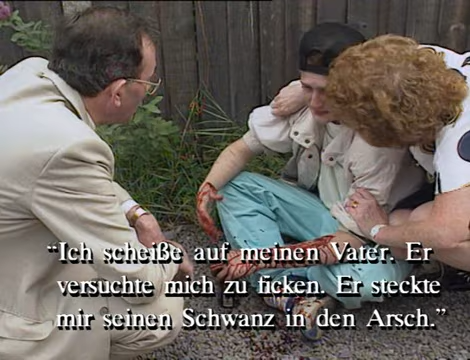 “Ich scheiße auf meinen Vater. Er
versuchte mich zu ficken. Er steckte
mir seinen Schwanz in den Arsch.”